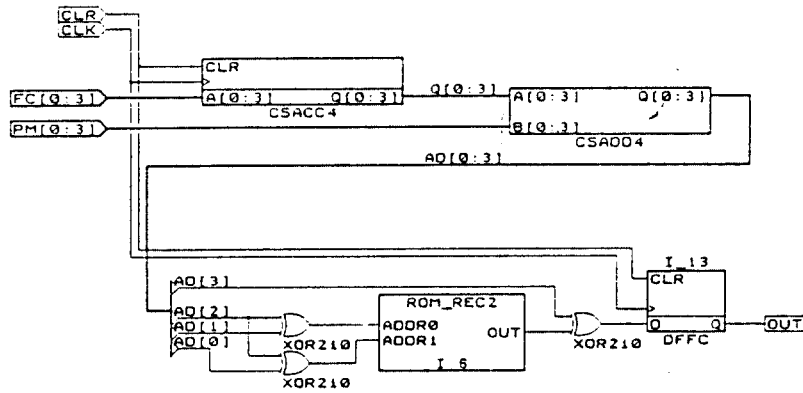 CLR
CLK
CLR
FC[0:3]
A[0:3] Q[0:3]
Q[0:3]
A[0:3] Q[0:3]
CSACC4
PM[0:3]
B[0:3]
CSADD4
AD[0:3]
I_13
CLR
AD[3]
ROM_REC2
AD[2]
ADDR0
AD[1]
OUT
D Q
OUT
XOR210
ADDR1
XOR210
DFFC
AD[0]
I_6
XOR210